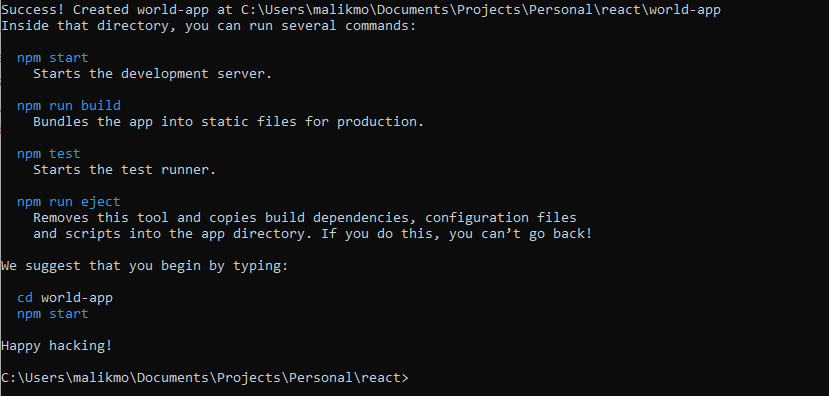 Success! Created world-app at C:\Users\malikmo\Documents\Projects\Personal\react\world-app
Inside that directory, you can run several commands:
npm start
Starts the development server.
npm run build
Bundles the app into static files for production.
npm test
Starts the test runner.
npm run eject
Removes this tool and copies build dependencies, configuration files
and scripts into the app directory. If you do this, you can’t go back!
We suggest that you begin by typing:
cd world-app
npm start
Happy hacking!
C:\Users\malikmo\Documents\Projects\Personal\react>